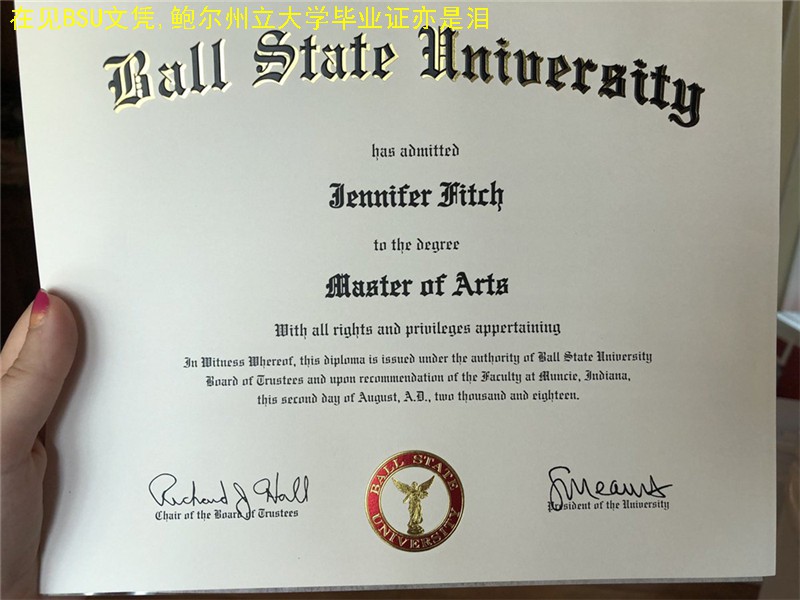 在见BSU文凭,鲍尔州立大学毕业证亦是泪
Ball State University
has admitted
Jennifer Fitch
to the degree
Master of Arts
With all rights and privileges appertaining
In Witness Whereof, this diploma is issued under the authority of Ball State University
Board of Trustees and upon recommendation of the Faculty at Muncie, Indiana,
this second day of August, A.D., two thousand and eighteen.
Richard J Hall
Chair of the Board of Trustees
BALL STATE
UNIVERSITY
GMearns
President of the University